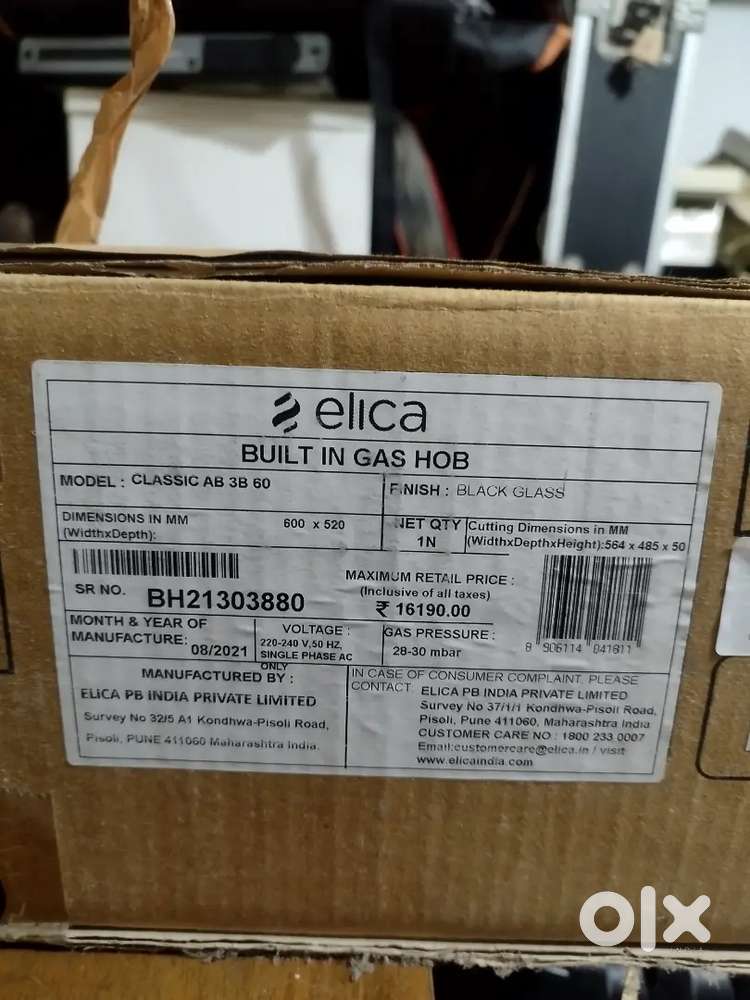 elica
BUILT IN GAS HOB
MODEL : CLASSIC AB 3B 60
FINISH : BLACK GLASS
DIMENSIONS IN MM
(WidthxDepth):
600 x 520
NET QTY
1N
Cutting Dimensions in MM
(WidthxDepthxHeight):564 x 485 x 50
SR NO. BH21303880
MAXIMUM RETAIL PRICE :
(Inclusive of all taxes)
₹ 16190.00
8 906114 041611
MONTH & YEAR OF
MANUFACTURE: 08/2021
VOLTAGE :
220-240 V,50 HZ,
SINGLE PHASE AC
ONLY
GAS PRESSURE :
28-30 mbar
MANUFACTURED BY :
ELICA PB INDIA PRIVATE LIMITED
Survey No 32/5 A1 Kondhwa-Pisoli Road,
Pisoli, PUNE 411060 Maharashtra India.
IN CASE OF CONSUMER COMPLAINT, PLEASE
CONTACT ELICA PB INDIA PRIVATE LIMITED
Survey No 37/1/1 Kondhwa-Pisoli Road,
Pisoli, Pune 411060, Maharashtra India
CUSTOMER CARE NO : 1800 233 0007
Email:customercare@elica.in / visit
www.elicaindia.com
olx